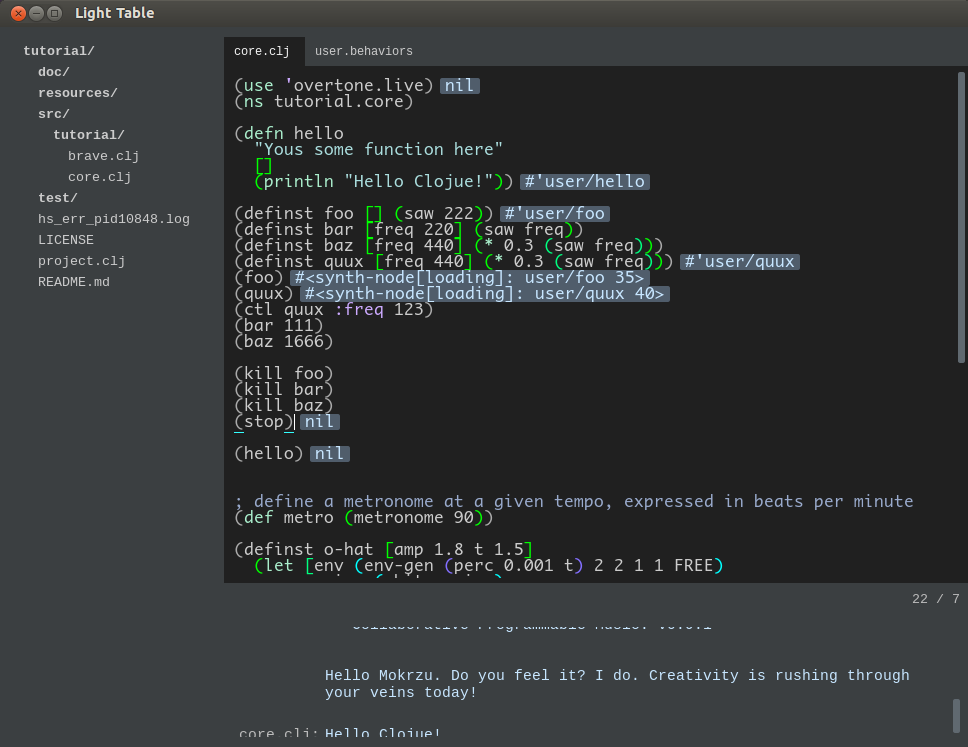 Light Table
tutorial/
doc/
resources/
src/
tutorial/
brave.clj
core.clj
test/
hs_err_pid10848.log
LICENSE
project.clj
README.md
core.clj user.behaviors
(use 'overtone.live) nil
(ns tutorial.core)
(defn hello
"Yous some function here"
[]
(println "Hello Clojue!")) #'user/hello
(definst foo [] (saw 222)) #'user/foo
(definst bar [freq 220] (saw freq))
(definst baz [freq 440] (* 0.3 (saw freq)))
(definst quux [freq 440] (* 0.3 (saw freq))) #'user/quux
(foo) #<synth-node[loading]: user/foo 35>
(quux) #<synth-node[loading]: user/quux 40>
(ctl quux :freq 123)
(bar 111)
(baz 1666)
(kill foo)
(kill bar)
(kill baz)
(stop) nil
(hello) nil
; define a metronome at a given tempo, expressed in beats per minute
(def metro (metronome 90))
(definst o-hat [amp 1.8 t 1.5]
(let [env (env-gen (perc 0.001 t) 2 2 1 1 FREE)
22 / 7
Collaborative Programmable Music. v0.9.1
Hello Mokrzu. Do you feel it? I do. Creativity is rushing through
your veins today!
core.clj: Hello Clojue!